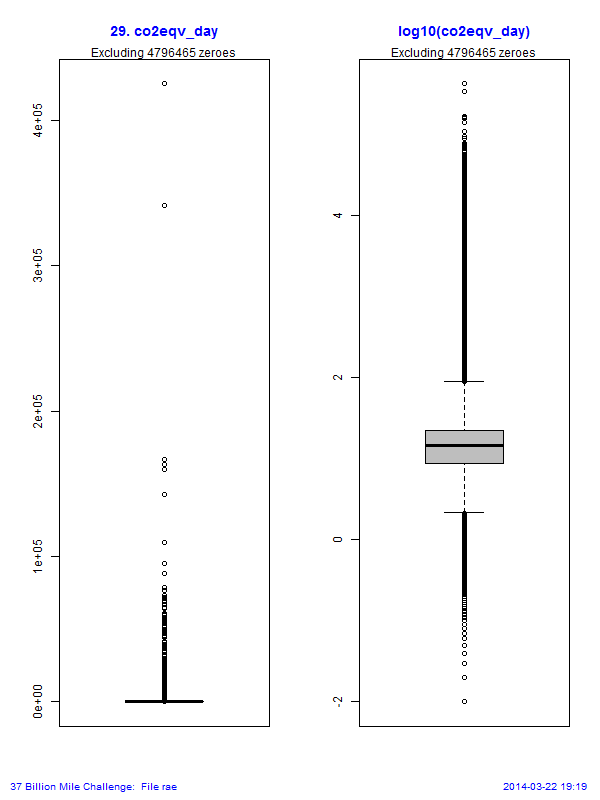 29. co2eqv_day
Excluding 4796465 zeroes
4e+05
3e+05
2e+05
1e+05
0e+00
log10(co2eqv_day)
Excluding 4796465 zeroes
4
2
0
-2
37 Billion Mile Challenge: File rae
2014-03-22 19:19